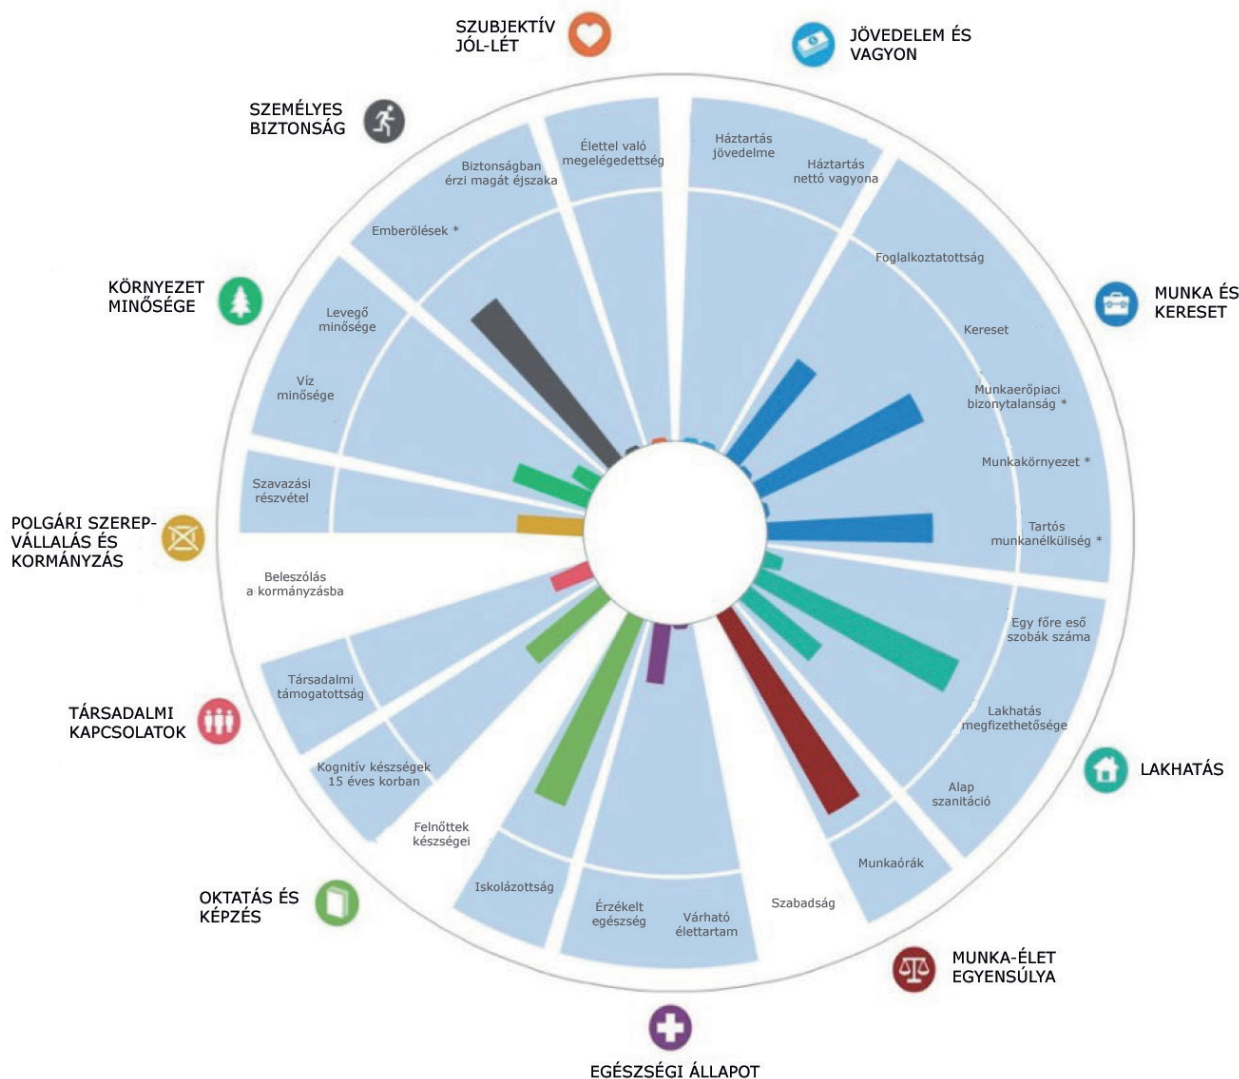 SZUBJEKTÍV
JÓL-LÉT
JÖVEDELEM ÉS
VAGYON
SZEMÉLYES
BIZTONSÁG
Élettel való
megelégedettség
Háztartás
jövedelme
Háztartás
nettó vagyona
Biztonságban
érzi magát éjszaka
Emberölések *
Foglalkoztatottság
KÖRNYEZET
MINŐSÉGE
MUNKA ÉS
KERESET
Levegő
minősége
Kereset
Víz
minősége
Munkaerőpiaci
bizonytalanság *
Munkakörnyezet *
Szavazási
részvétel
Tartós
munkanélküliség *
POLGÁRI SZEREP-
VÁLLALÁS ÉS
KORMÁNYZÁS
Beleszólás
a kormányzásba
Egy főre eső
szobák száma
Társadalmi
támogatottság
Lakhatás
megfizethetősége
TÁRSADALMI
KAPCSOLATOK
LAKHATÁS
Kognitív készségek
15 éves korban
Alap
szanitáció
Felnőttek
készségei
Munkaórák
Iskolázottság
Szabadság
OKTATÁS ÉS
KÉPZÉS
Érzékelt
egészség
Várható
élettartam
MUNKA-ÉLET
EGYENSÚLYA
EGÉSZSÉGI ÁLLAPOT